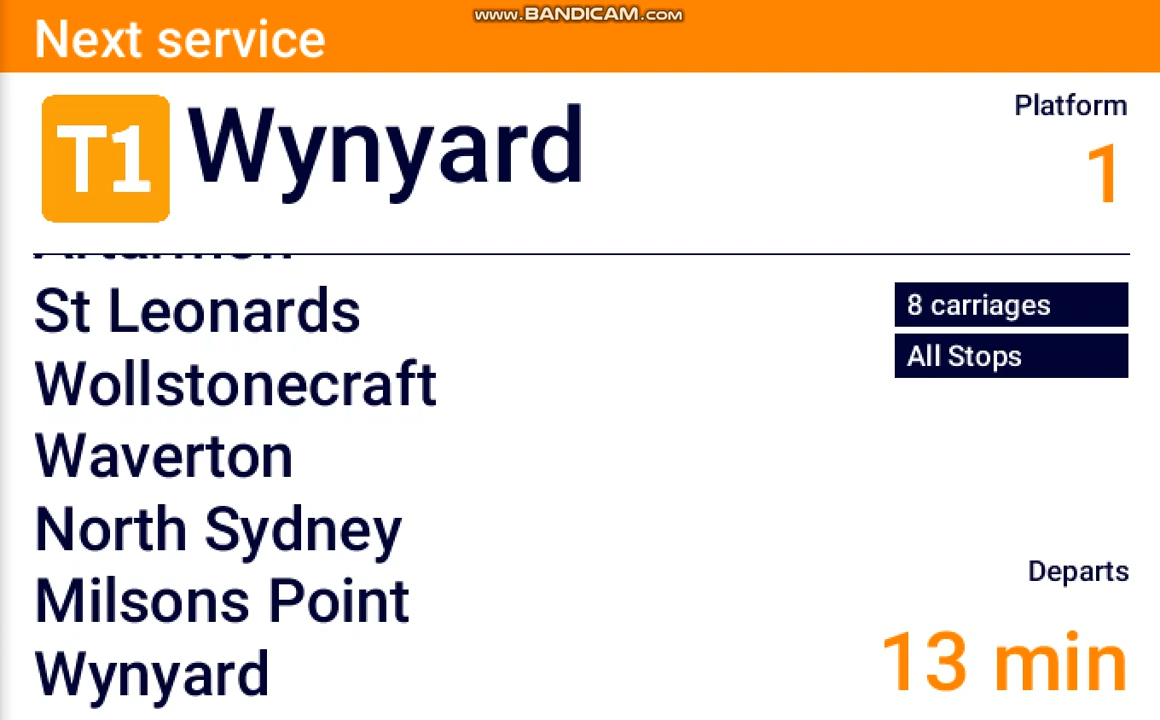 www.BANDICAM.com
Next service
T1 Wynyard
Platform
1
Artarmon
St Leonards
Wollstonecraft
Waverton
North Sydney
Milsons Point
Wynyard
8 carriages
All Stops
Departs
13 min